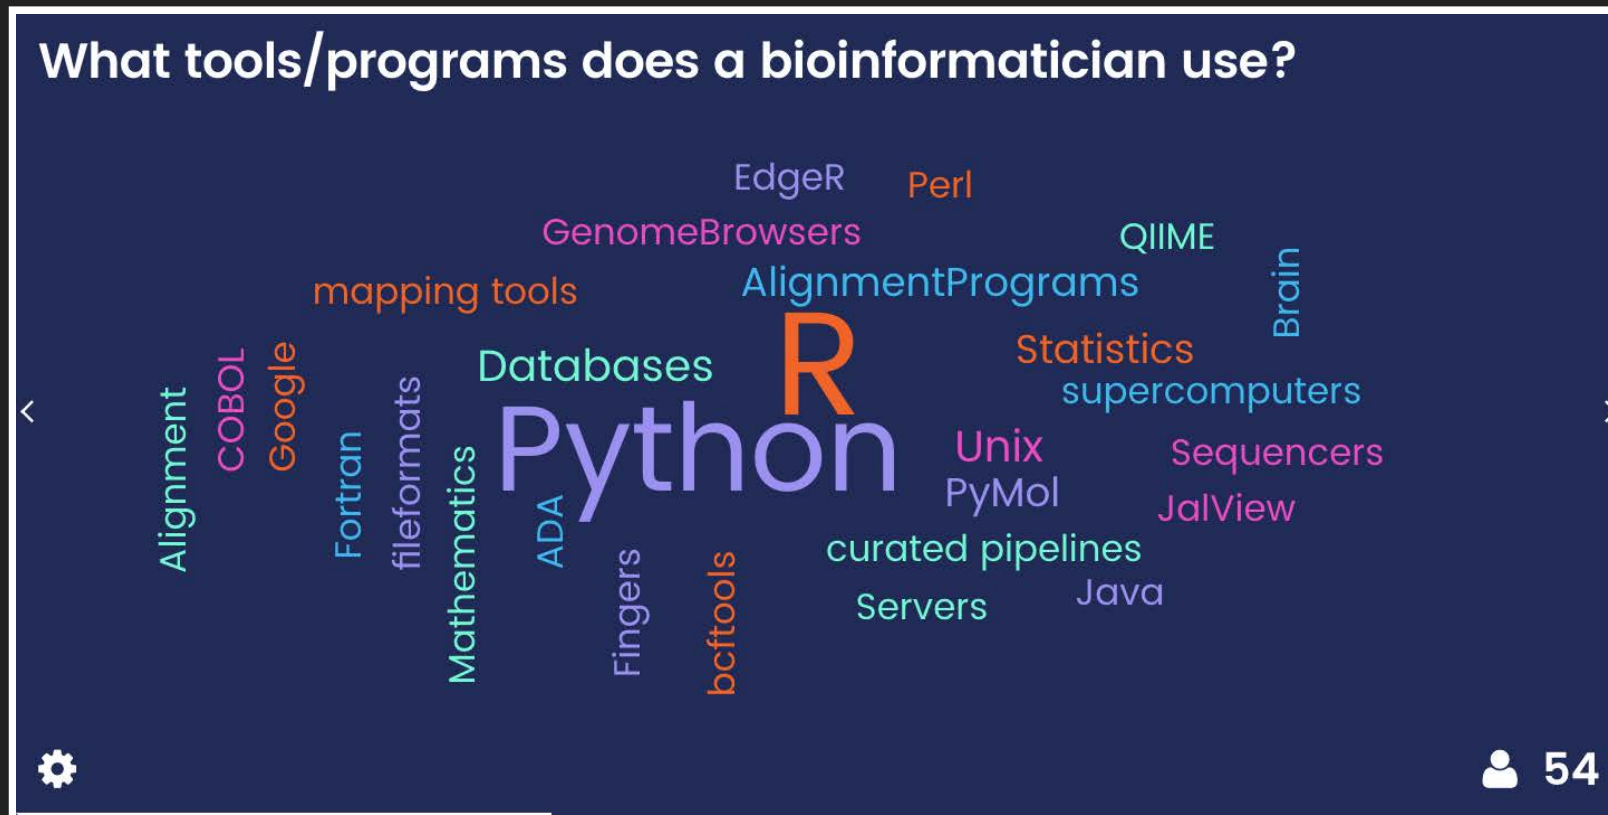 What tools/programs does a bioinformatician use?
EdgeR
Perl
GenomeBrowsers
QIIME
mapping tools
AlignmentPrograms
Brain
R
Statistics
Databases
supercomputers
Alignment
COBOL
Google
Fortran
fileformats
Mathematics
Python
Unix
Sequencers
PyMol
JalView
ADA
Fingers
bcftools
curated pipelines
Java
Servers
54